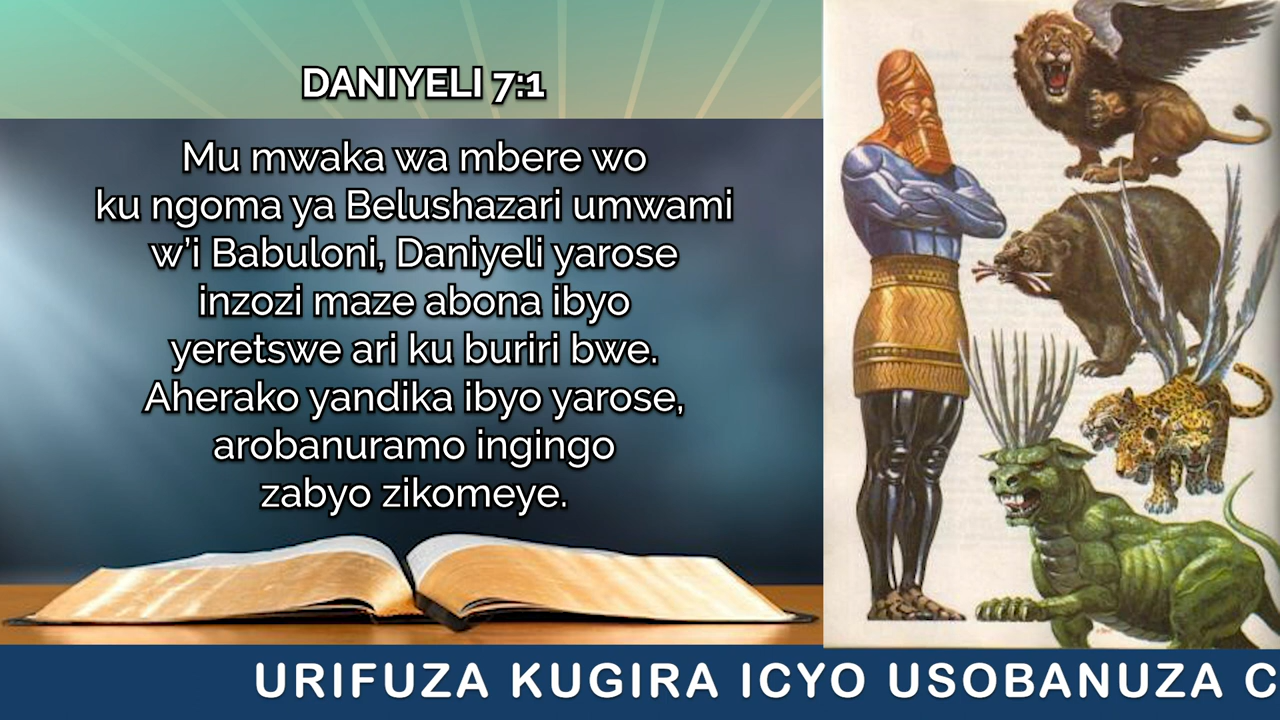 DANIYELI 7:1
Mu mwaka wa mbere wo
ku ngoma ya Belushazari umwami
w'i Babuloni, Daniyeli yarose
inzozi maze abona ibyo
yeretswe ari ku buriri bwe.
Aherako yandika ibyo yarose,
arobanuramo ingingo
zabyo zikomeye.
URIFUZA KUGIRA ICYO USOBANUZA